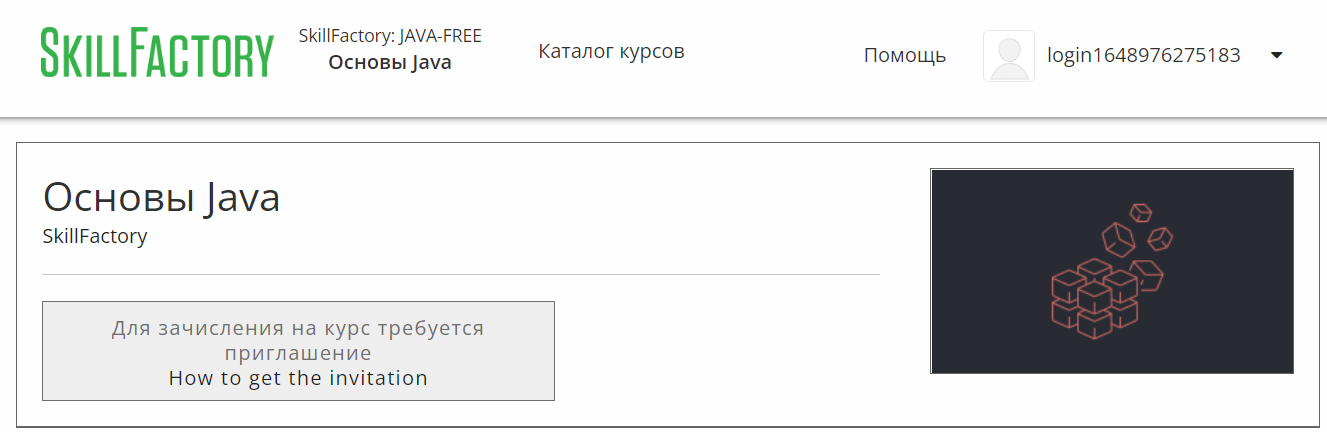 SKILLFACTORY
SkillFactory: JAVA-FREE
Основы Java
Каталог курсов
Помощь
login1648976275183
Основы Java
SkillFactory
Для зачисления на курс требуется
приглашение
How to get the invitation